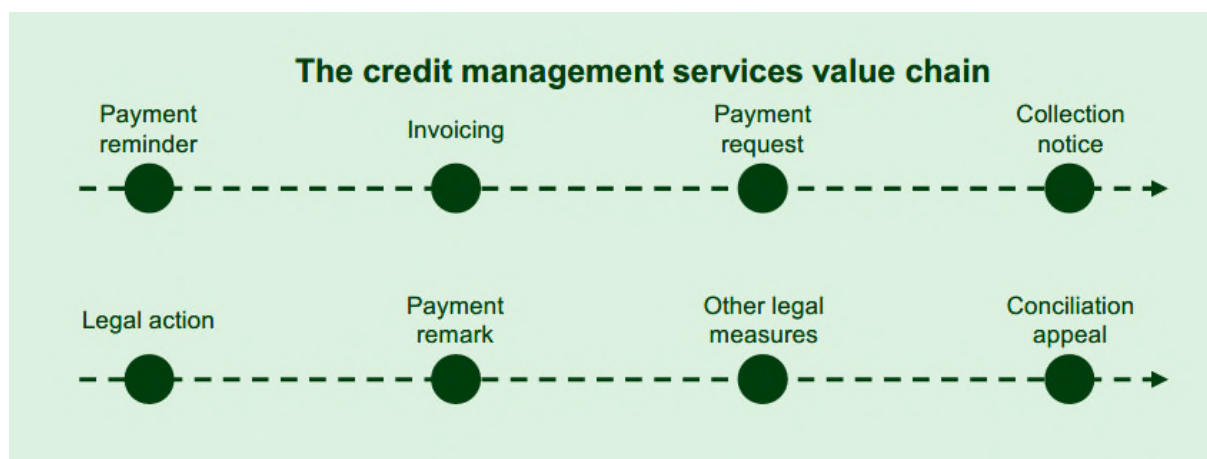 The credit management services value chain
Payment
reminder
Invoicing
Payment
request
Collection
notice
Legal action
Payment
remark
Other legal
measures
Conciliation
appeal